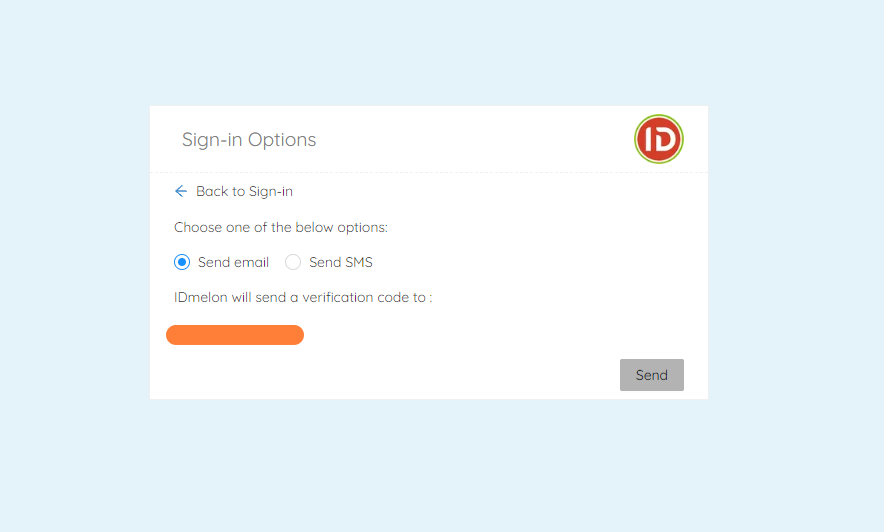 Sign-in Options
ID
Back to Sign-in
Choose one of the below options:
Send email Send SMS
IDmelon will send a verification code to :
Send